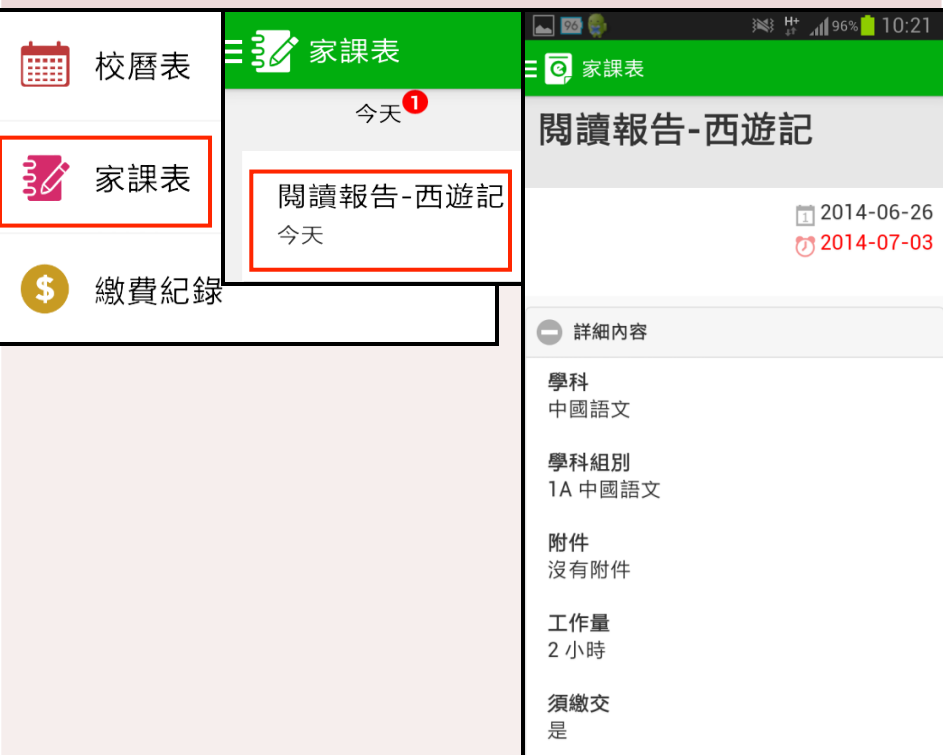 校曆表
家課表
繳費紀錄
家課表
今天 1
閱讀報告-西遊記
今天
96 H+ 96% 10:21
家課表
閱讀報告-西遊記
1 2014-06-26
2014-07-03
詳細內容
學科
中國語文
學科組別
1A 中國語文
附件
沒有附件
工作量
2 小時
須繳交
是